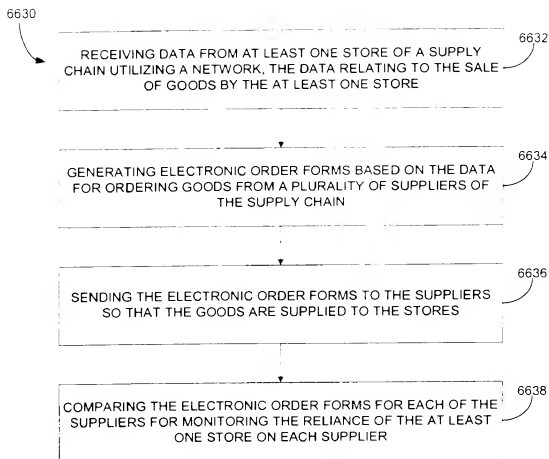 6630
6632
RECEIVING DATA FROM AT LEAST ONE STORE OF A SUPPLY
CHAIN UTILIZING A NETWORK, THE DATA RELATING TO THE SALE
OF GOODS BY THE AT LEAST ONE STORE
6634
GENERATING ELECTRONIC ORDER FORMS BASED ON THE DATA
FOR ORDERING GOODS FROM A PLURALITY OF SUPPLIERS OF
THE SUPPLY CHAIN
6636
SENDING THE ELECTRONIC ORDER FORMS TO THE SUPPLIERS
SO THAT THE GOODS ARE SUPPLIED TO THE STORES
6638
COMPARING THE ELECTRONIC ORDER FORMS FOR EACH OF THE
SUPPLIERS FOR MONITORING THE RELIANCE OF THE AT LEAST
ONE STORE ON EACH SUPPLIER